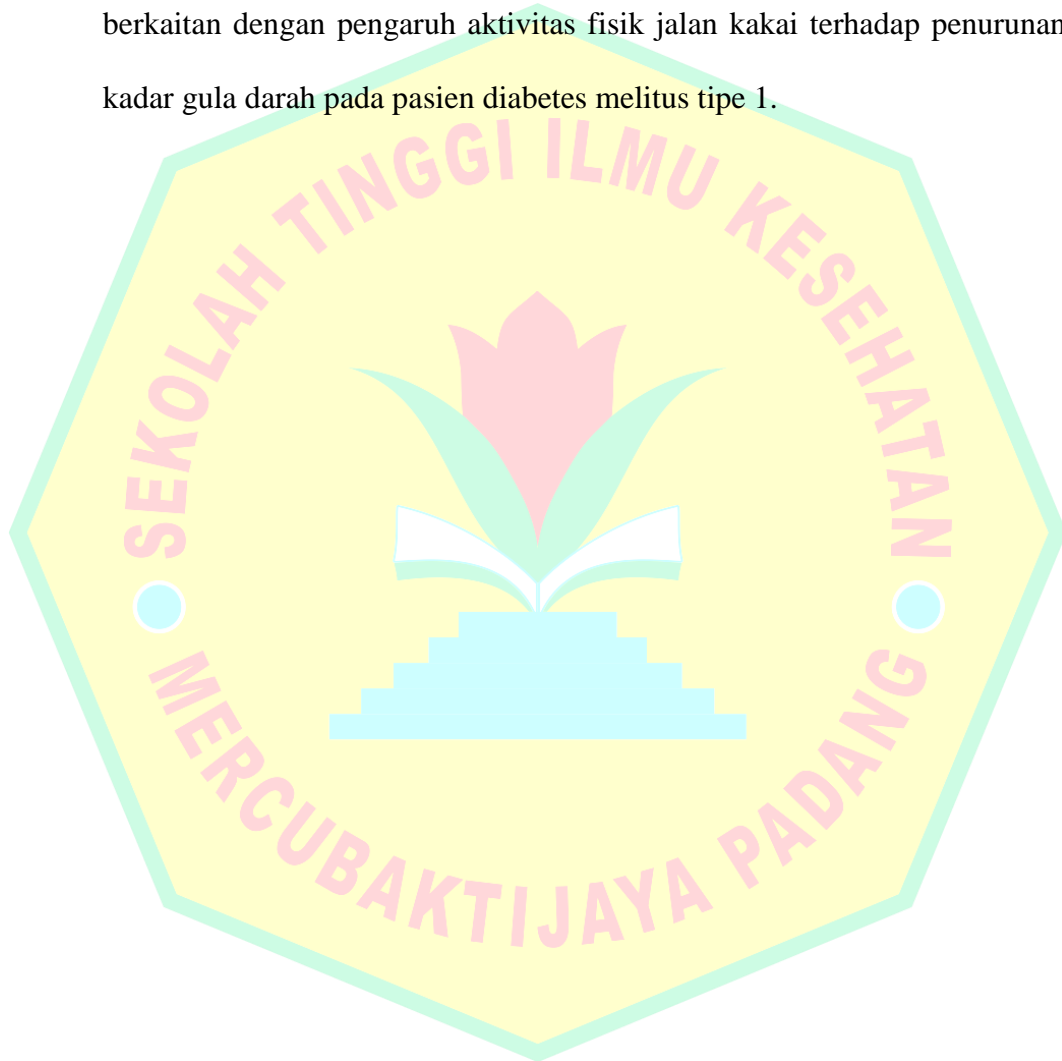 berkaitan dengan pengaruh aktivitas fisik jalan kakai terhadap penurunan
kadar gula darah pada pasien diabetes melitus tipe 1.
SEKOLAH TINGGI ILMU KESEHATAN
MERCUBAKTIJAYA PADANG